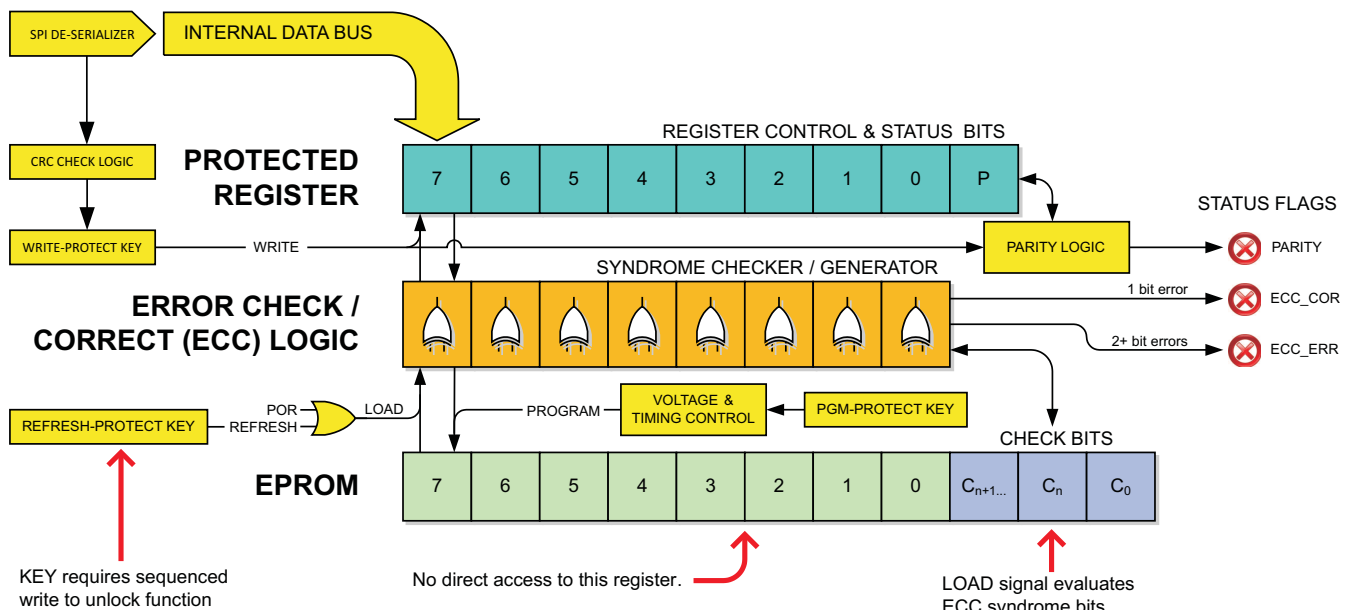 SPI DE-SERIALIZER
INTERNAL DATA BUS
REGISTER CONTROL & STATUS BITS
CRC CHECK LOGIC
PROTECTED
REGISTER
7 6 5 4 3 2 1 0 P
STATUS FLAGS
WRITE-PROTECT KEY
WRITE
PARITY LOGIC
PARITY
SYNDROME CHECKER / GENERATOR
ERROR CHECK /
CORRECT (ECC) LOGIC
1 bit error
ECC_COR
2+ bit errors
ECC_ERR
REFRESH-PROTECT KEY
POR
REFRESH
LOAD
PROGRAM
VOLTAGE &
TIMING CONTROL
PGM-PROTECT KEY
CHECK BITS
EPROM
7 6 5 4 3 2 1 0 Cn+1... Cn C0
KEY requires sequenced
write to unlock function
No direct access to this register.
LOAD signal evaluates
ECC syndrome bits